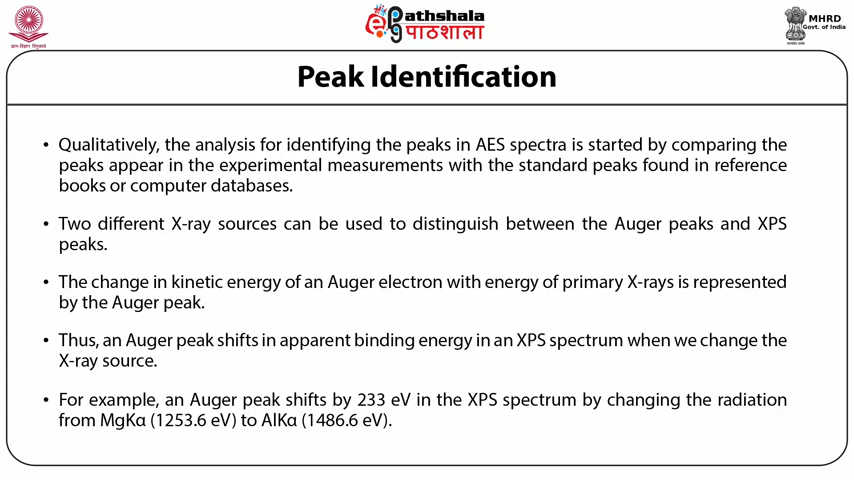 ePathshala
पाठशाला
MHRD
Govt. of India
ज्ञान-विज्ञान विमुक्तये
Peak Identification
• Qualitatively, the analysis for identifying the peaks in AES spectra is started by comparing the
peaks appear in the experimental measurements with the standard peaks found in reference
books or computer databases.
• Two different X-ray sources can be used to distinguish between the Auger peaks and XPS
peaks.
• The change in kinetic energy of an Auger electron with energy of primary X-rays is represented
by the Auger peak.
• Thus, an Auger peak shifts in apparent binding energy in an XPS spectrum when we change the
X-ray source.
• For example, an Auger peak shifts by 233 eV in the XPS spectrum by changing the radiation
from MgKα (1253.6 eV) to AlKα (1486.6 eV).